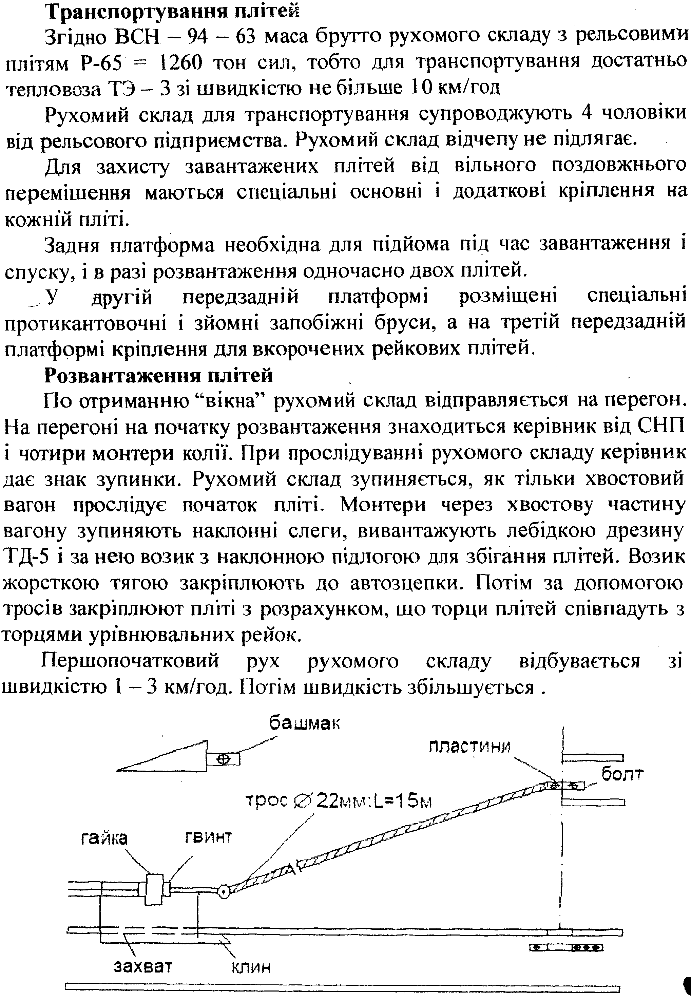 Транспортування плітей
Згідно ВСН – 94 – 63 маса брутто рухомого складу з рельсовими
плітям Р-65 = 1260 тон сил, тобто для транспортування достатньо
тепловоза ТЭ – 3 зі швидкістю не більше 10 км/год
Рухомий склад для транспортування супроводжують 4 чоловіки
від рельсового підприємства. Рухомий склад відчепу не підлягає.
Для захисту завантажених плітей від вільного поздовжнього
переміщення маються спеціальні основні і додаткові кріплення на
кожній пліті.
Задня платформа необхідна для підйома під час завантаження і
спуску, і в разі розвантаження одночасно двох плітей.
У другій передзадній платформі розміщені спеціальні
протикантовочні і зйомні запобіжні бруси, а на третій передзадній
платформі кріплення для вкорочених рейкових плітей.
Розвантаження плітей
По отриманню “вікна” рухомий склад відправляється на перегон.
На перегоні на початку розвантаження знаходиться керівник від СНП
і чотири монтери колії. При прослідуванні рухомого складу керівник
дає знак зупинки. Рухомий склад зупиняється, як тільки хвостовий
вагон прослідує початок пліті. Монтери через хвостову частину
вагону зупиняють наклонні слеги, вивантажують лебідкою дрезину
ТД-5 і за нею возик з наклонною підлогою для збігання плітей. Возик
жорсткою тягою закріплюють до автозцепки. Потім за допомогою
тросів закріплюют пліті з розрахунком, що торци плітей співпадуть з
торцями урівнювальних рейок.
Першопочатковий рух рухомого складу відбувається зі
швидкістю 1 – 3 км/год. Потім швидкість збільшується .
башмак
пластини
болт
трос ∅22мм:L=15м
гайка
гвинт
захват
клин